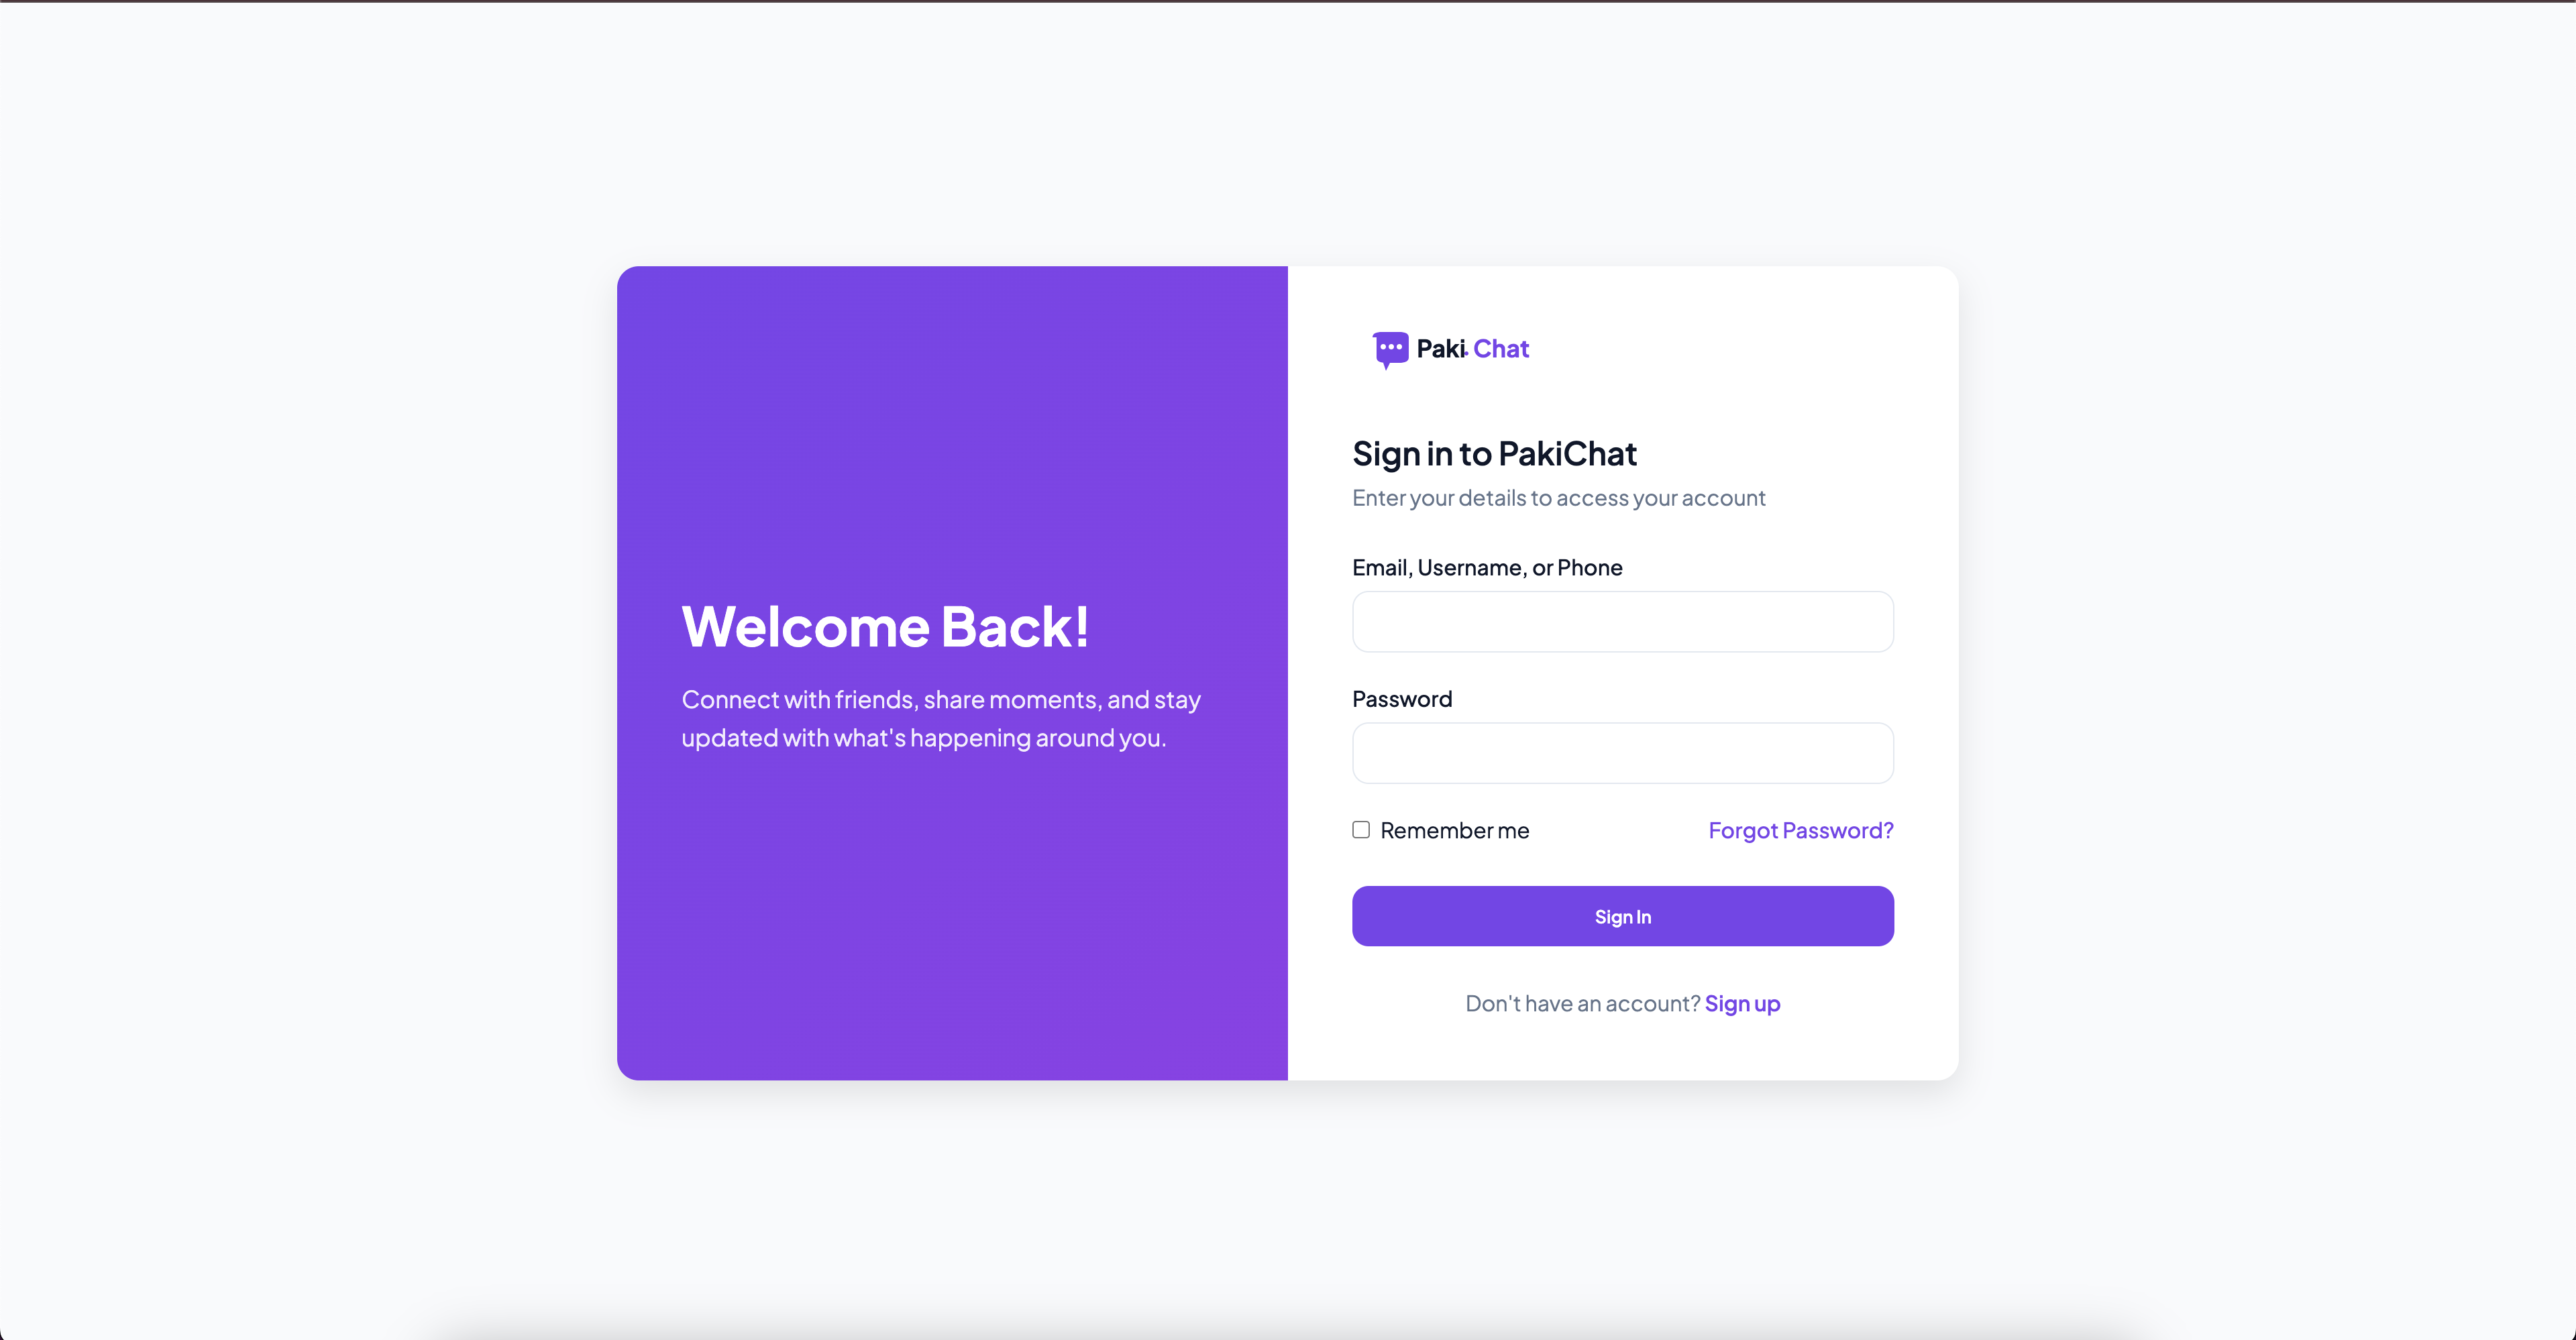 Welcome Back!
Connect with friends, share moments, and stay
updated with what's happening around you.
Paki Chat
Sign in to PakiChat
Enter your details to access your account
Email, Username, or Phone
Password
Remember me
Forgot Password?
Sign In
Don't have an account? Sign up